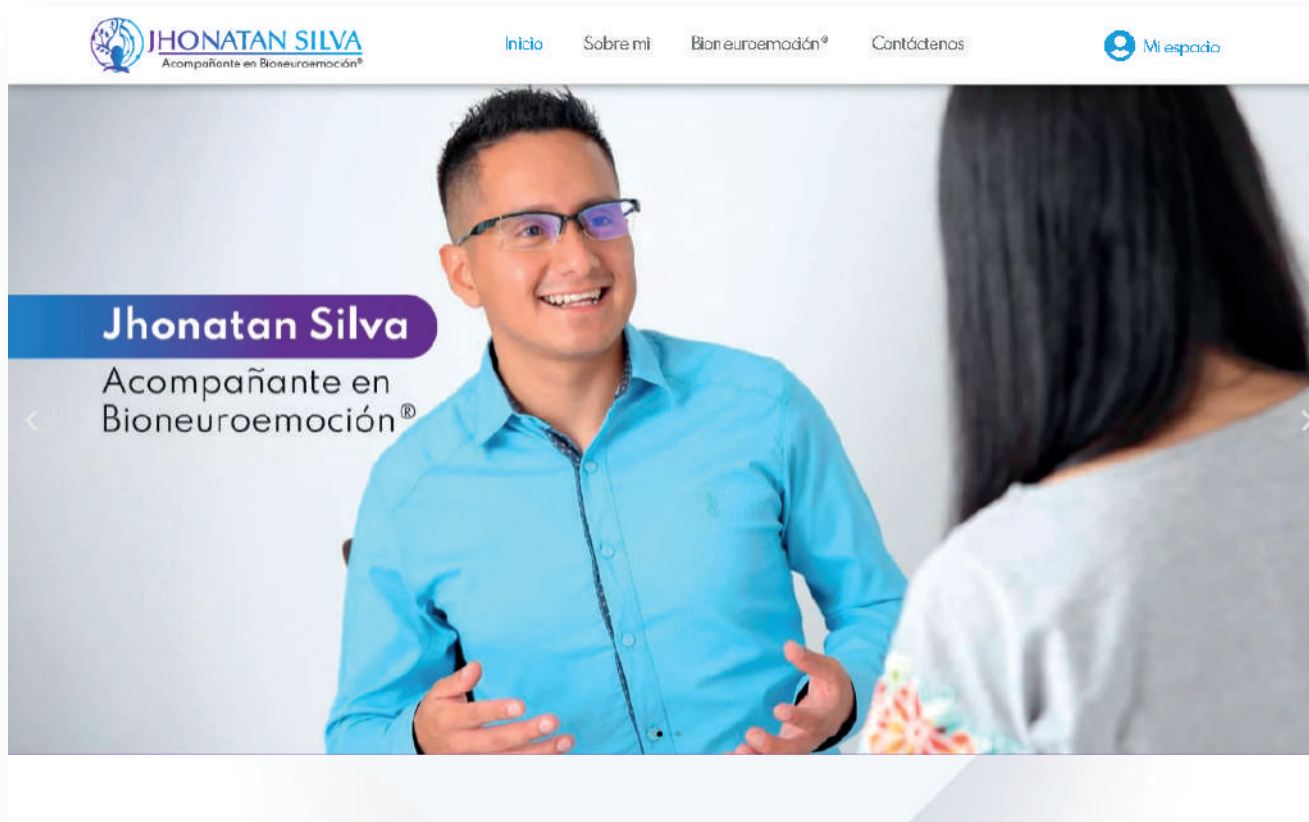 JHONATAN SILVA
Acompañante en Bioneuroemoción®
Inicio Sobre mi Bioneuroemoción® Contáctenos Mi espacio
Jhonatan Silva
Acompañante en
Bioneuroemoción®